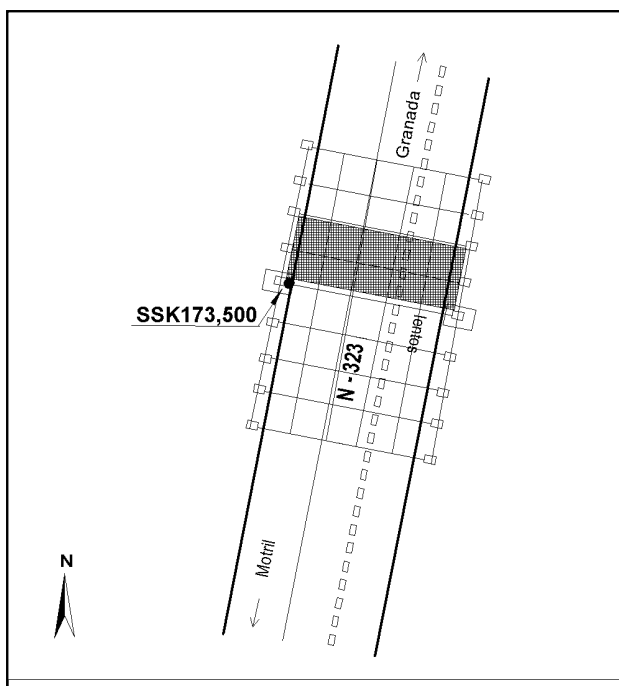 Granada
SSK173,500
lentos
N - 323
Motril
N